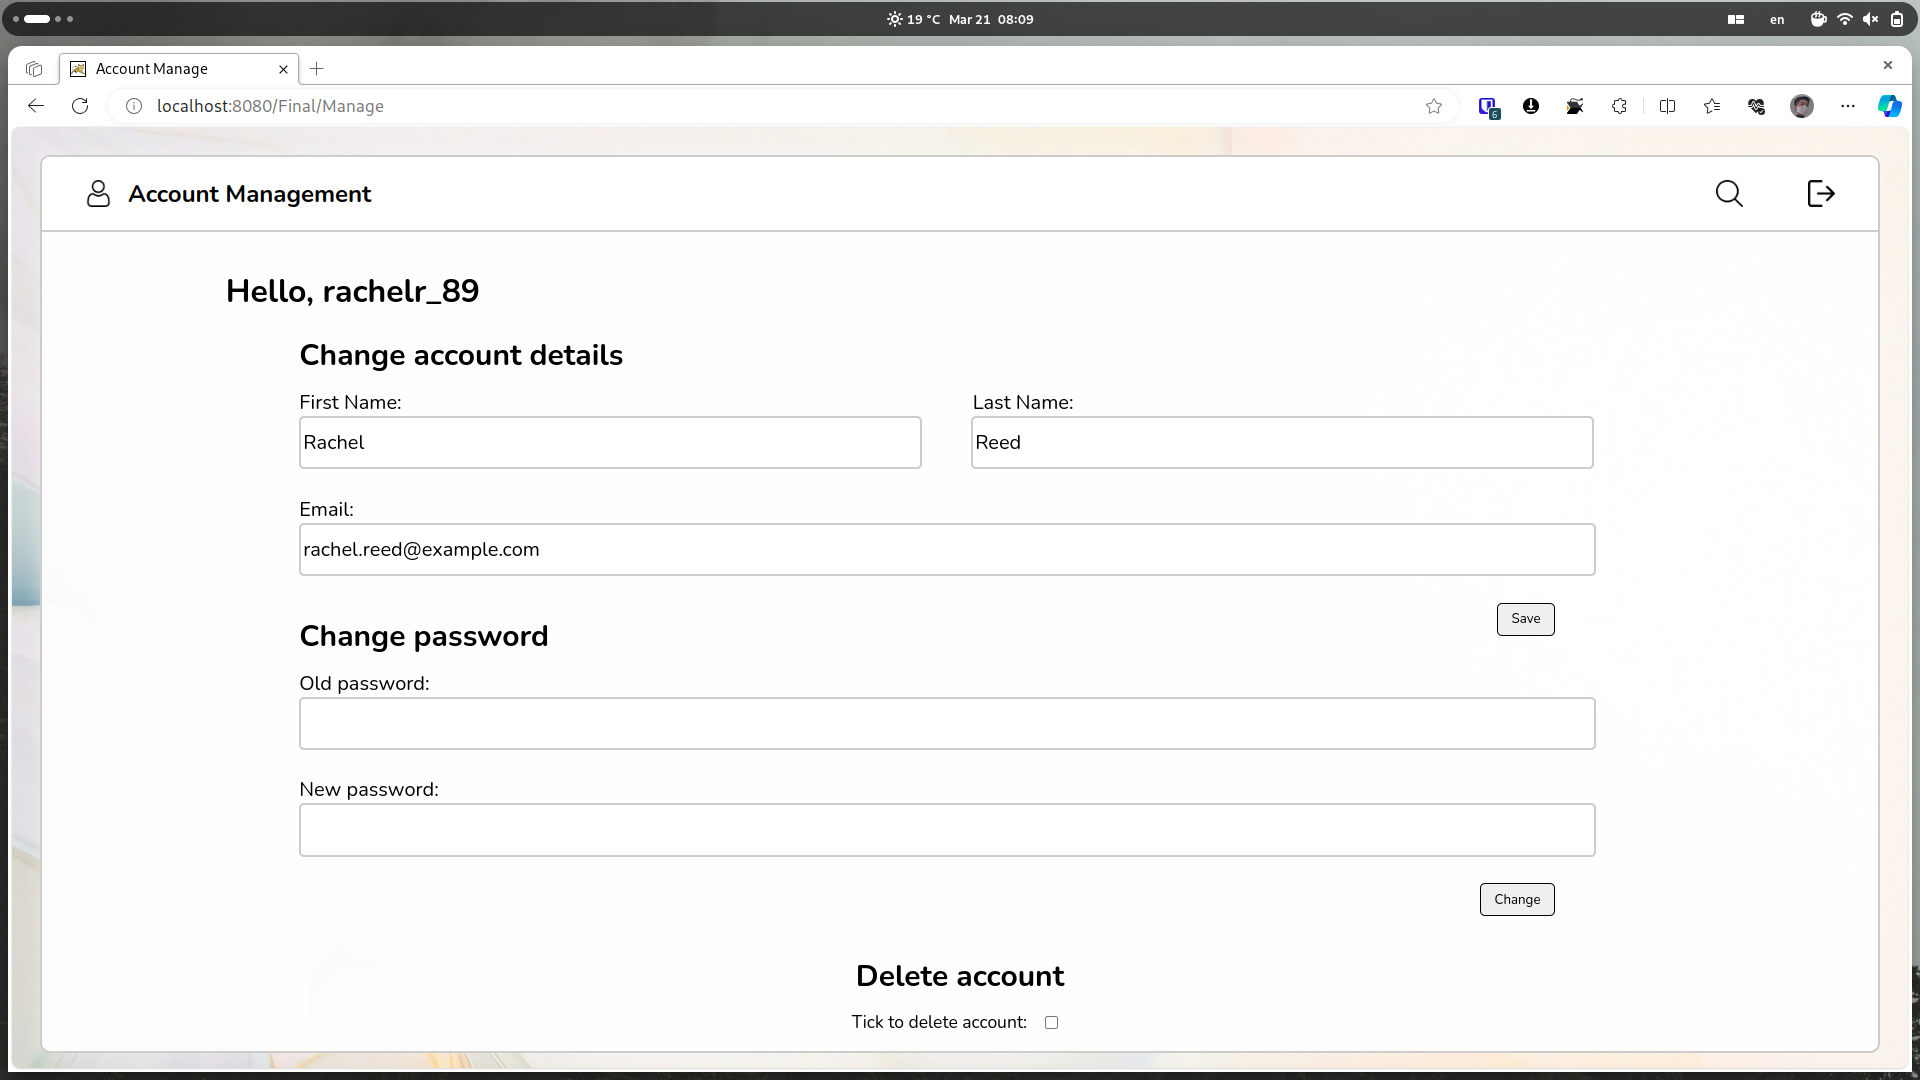 19 °C Mar 21 08:09
en
Account Manage
localhost:8080/Final/Manage
6
Account Management
Hello, rachelr_89
Change account details
First Name:
Last Name:
Rachel
Reed
Email:
rachel.reed@example.com
Save
Change password
Old password:
New password:
Change
Delete account
Tick to delete account: